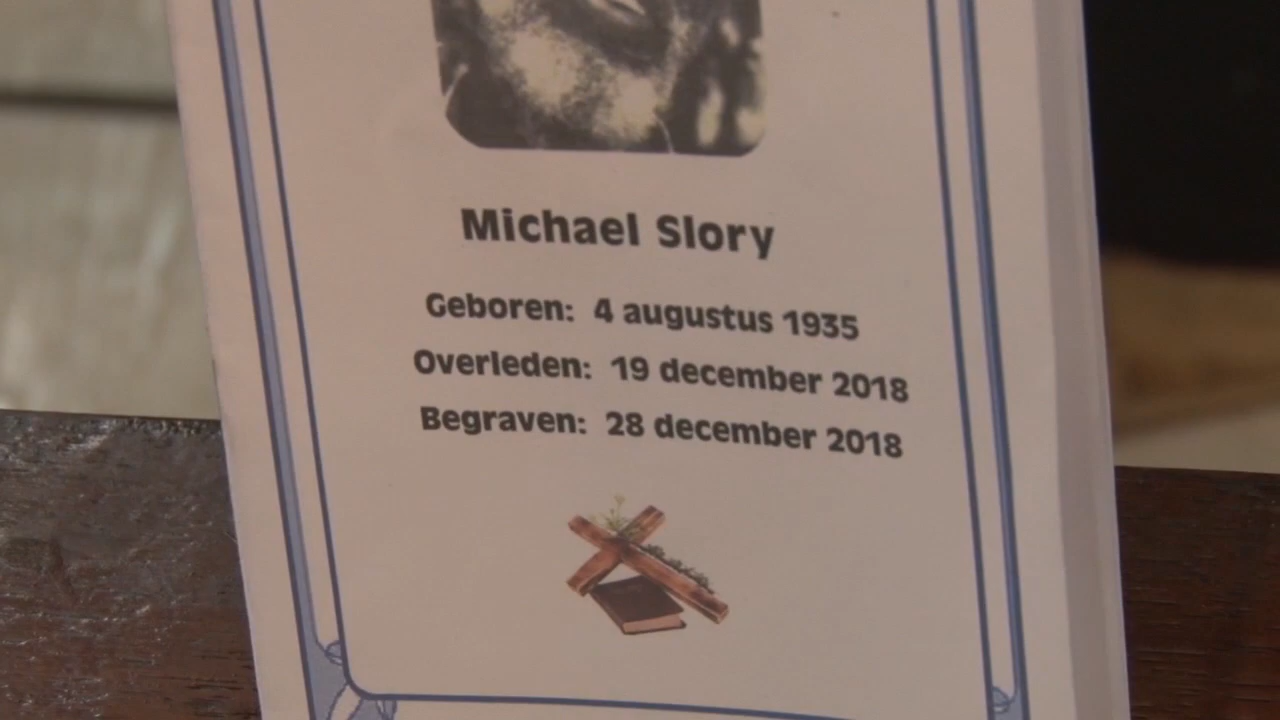 Michael Slory
Geboren: 4 augustus 1935
Overleden: 19 december 2018
Begraven: 28 december 2018